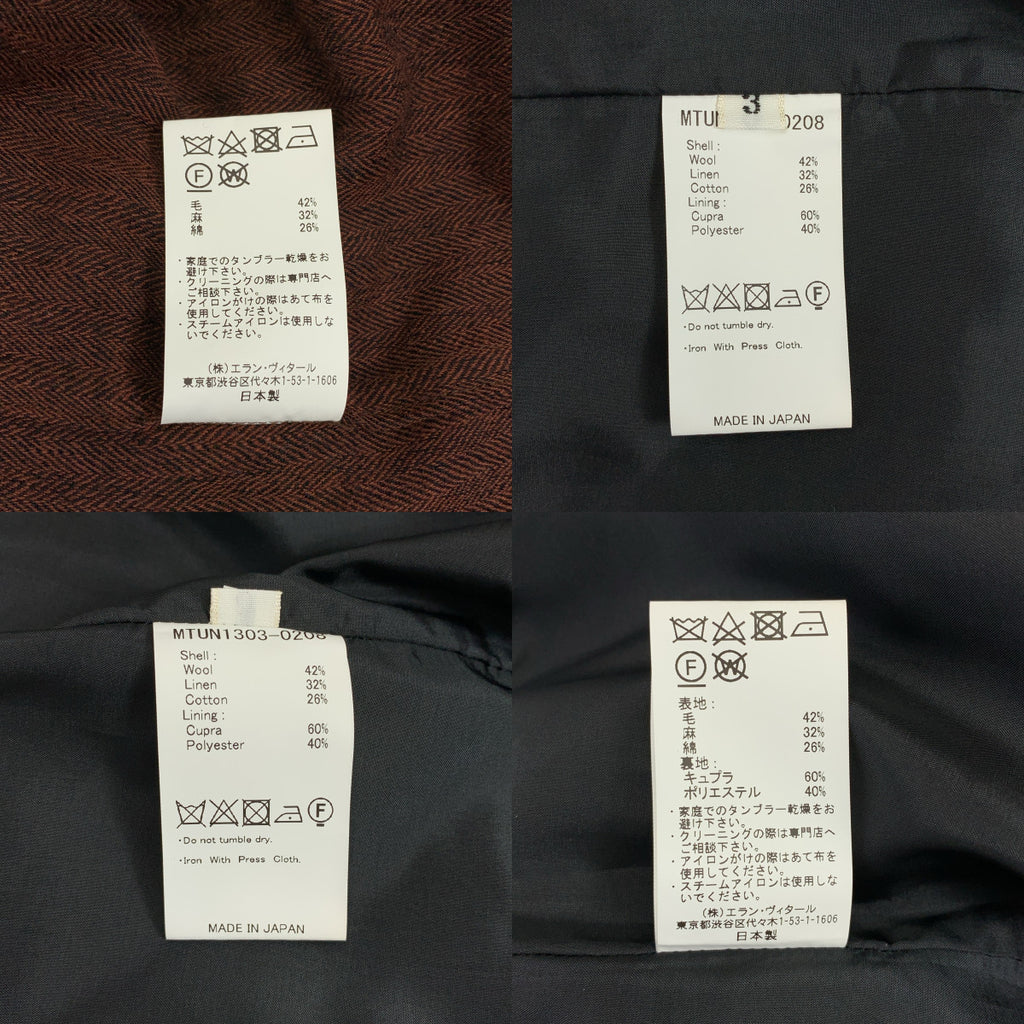 F W
毛 42%
麻 32%
綿 26%
・家庭でのタンブラー乾燥をお
避け下さい。
・クリーニングの際は専門店へ
ご相談下さい。
・アイロンがけの際はあて布を
使用してください。
・スチームアイロンは使用しな
いでください。
(株)エラン・ヴィタール
東京都渋谷区代々木1-53-1-1606
日本製
3
MTUN 0208
Shell :
Wool 42%
Linen 32%
Cotton 26%
Lining :
Cupra 60%
Polyester 40%
F
・Do not tumble dry.
・Iron With Press Cloth.
MADE IN JAPAN
MTUN1303-0208
Shell :
Wool 42%
Linen 32%
Cotton 26%
Lining :
Cupra 60%
Polyester 40%
F
・Do not tumble dry.
・Iron With Press Cloth.
MADE IN JAPAN
F W
表地 :
毛 42%
麻 32%
綿 26%
裏地 :
キュプラ 60%
ポリエステル 40%
・家庭でのタンブラー乾燥をお
避け下さい。
・クリーニングの際は専門店へ
ご相談下さい。
・アイロンがけの際はあて布を
使用してください。
・スチームアイロンは使用しな
いでください。
(株)エラン・ヴィタール
東京都渋谷区代々木1-53-1-1606
日本製